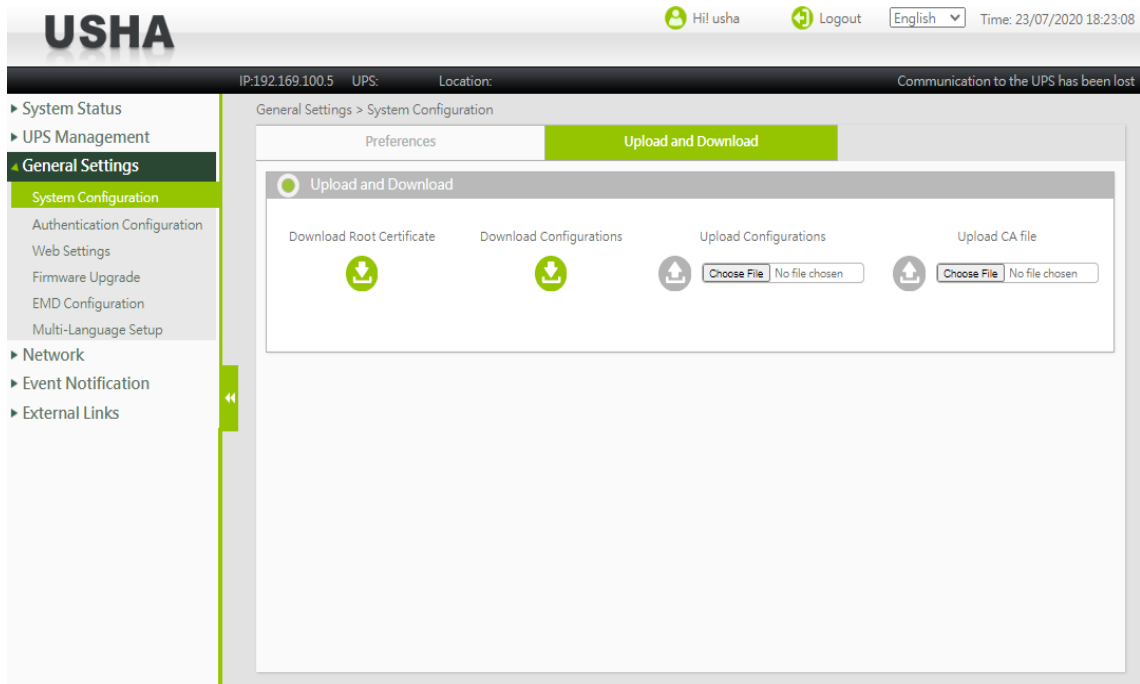 USHA
Hi! usha
Logout
English
Time: 23/07/2020 18:23:08
IP:192.169.100.5 UPS: Location: Communication to the UPS has been lost
System Status
UPS Management
General Settings
System Configuration
Authentication Configuration
Web Settings
Firmware Upgrade
EMD Configuration
Multi-Language Setup
Network
Event Notification
External Links
General Settings > System Configuration
Preferences
Upload and Download
Upload and Download
Download Root Certificate
Download Configurations
Upload Configurations
Choose File No file chosen
Upload CA file
Choose File No file chosen